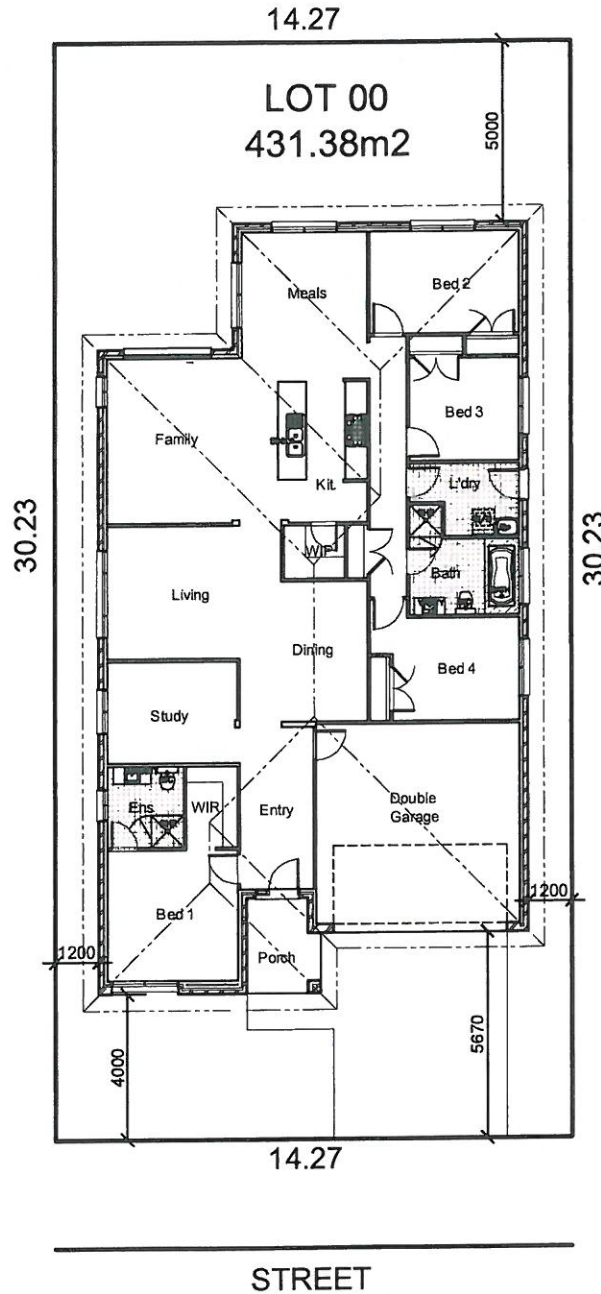 14.27
LOT 00
431.38m2
5000
Meals
Bed 2
Bed 3
Family
Kit.
L'dry
30.23
30.23
WIP
Bath
Living
Dining
Bed 4
Study
Ens
WIR
Entry
Double
Garage
1200
Bed 1
1200
Porch
4000
5670
14.27
STREET